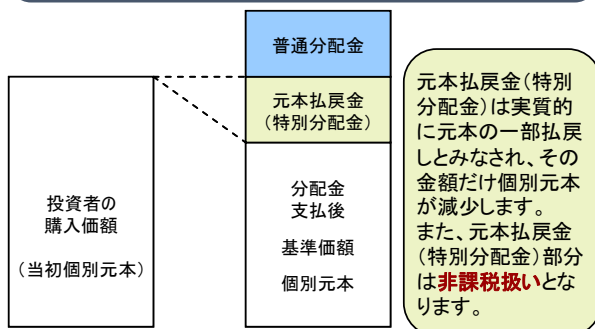 普通分配金
元本払戻金
(特別分配金)
投資者の
購入価額
(当初個別元本)
分配金
支払後
基準価額
個別元本
元本払戻金(特別
分配金)は実質的
に元本の一部払戻
しとみなされ、その
金額だけ個別元本
が減少します。
また、元本払戻金
(特別分配金)部分
は非課税扱いとな
ります。